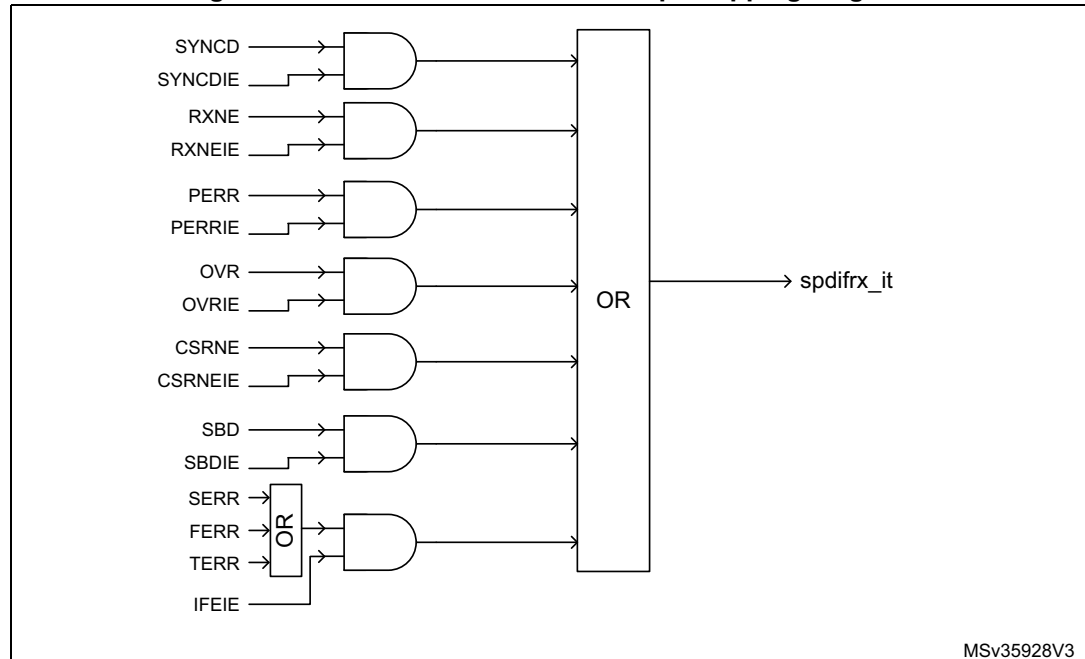 SYNCD
SYNCDIE
RXNE
RXNEIE
PERR
PERRIE
OVR
OVRIE
CSRNE
CSRNEIE
SBD
SBDIE
SERR
FERR
TERR
OR
IFEIE
OR
spdifrx_it
MSv35928V3